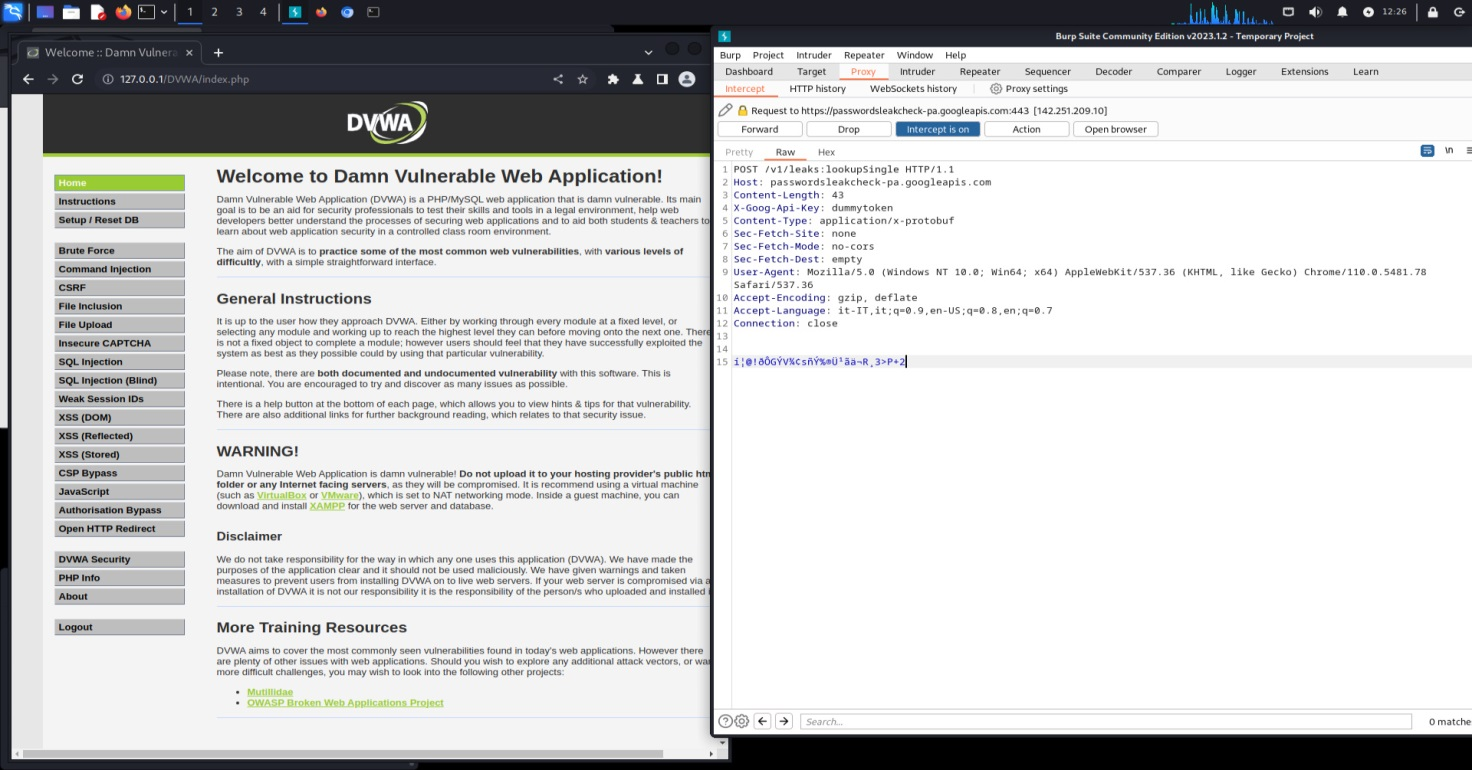 1 2 3 4
12:26
Welcome :: Damn Vulnera
127.0.0.1/DVWA/index.php
DVWA
Home
Instructions
Setup / Reset DB
Brute Force
Command Injection
CSRF
File Inclusion
File Upload
Insecure CAPTCHA
SQL Injection
SQL Injection (Blind)
Weak Session IDs
XSS (DOM)
XSS (Reflected)
XSS (Stored)
CSP Bypass
JavaScript
Authorisation Bypass
Open HTTP Redirect
DVWA Security
PHP Info
About
Logout
Welcome to Damn Vulnerable Web Application!
Damn Vulnerable Web Application (DVWA) is a PHP/MySQL web application that is damn vulnerable. Its main
goal is to be an aid for security professionals to test their skills and tools in a legal environment, help web
developers better understand the processes of securing web applications and to aid both students & teachers to
learn about web application security in a controlled class room environment.
The aim of DVWA is to practice some of the most common web vulnerabilities, with various levels of
difficultly, with a simple straightforward interface.
General Instructions
It is up to the user how they approach DVWA. Either by working through every module at a fixed level, or
selecting any module and working up to reach the highest level they can before moving onto the next one. There
is not a fixed object to complete a module; however users should feel that they have successfully exploited the
system as best as they possible could by using that particular vulnerability.
Please note, there are both documented and undocumented vulnerability with this software. This is
intentional. You are encouraged to try and discover as many issues as possible.
There is a help button at the bottom of each page, which allows you to view hints & tips for that vulnerability.
There are also additional links for further background reading, which relates to that security issue.
WARNING!
Damn Vulnerable Web Application is damn vulnerable! Do not upload it to your hosting provider's public htm
folder or any Internet facing servers, as they will be compromised. It is recommend using a virtual machine
(such as VirtualBox or VMware), which is set to NAT networking mode. Inside a guest machine, you can
download and install XAMPP for the web server and database.
Disclaimer
We do not take responsibility for the way in which any one uses this application (DVWA). We have made the
purposes of the application clear and it should not be used maliciously. We have given warnings and taken
measures to prevent users from installing DVWA on to live web servers. If your web server is compromised via a
installation of DVWA it is not our responsibility it is the responsibility of the person/s who uploaded and installed i
More Training Resources
DVWA aims to cover the most commonly seen vulnerabilities found in today's web applications. However there
are plenty of other issues with web applications. Should you wish to explore any additional attack vectors, or wa
more difficult challenges, you may wish to look into the following other projects:
• Mutillidae
• OWASP Broken Web Applications Project
Burp Suite Community Edition v2023.1.2 - Temporary Project
Burp Project Intruder Repeater Window Help
Dashboard Target Proxy Intruder Repeater Sequencer Decoder Comparer Logger Extensions Learn
Intercept HTTP history WebSockets history Proxy settings
Request to https://passwordsleakcheck-pa.googleapis.com:443 [142.251.209.10]
Forward Drop Intercept is on Action Open browser
Pretty Raw Hex \n
1 POST /v1/leaks:lookupSingle HTTP/1.1
2 Host: passwordsleakcheck-pa.googleapis.com
3 Content-Length: 43
4 X-Goog-Api-Key: dummytoken
5 Content-Type: application/x-protobuf
6 Sec-Fetch-Site: none
7 Sec-Fetch-Mode: no-cors
8 Sec-Fetch-Dest: empty
9 User-Agent: Mozilla/5.0 (Windows NT 10.0; Win64; x64) AppleWebKit/537.36 (KHTML, like Gecko) Chrome/110.0.5481.78
Safari/537.36
10 Accept-Encoding: gzip, deflate
11 Accept-Language: it-IT,it;q=0.9,en-US;q=0.8,en;q=0.7
12 Connection: close
13
14
15
Search...
0 matche